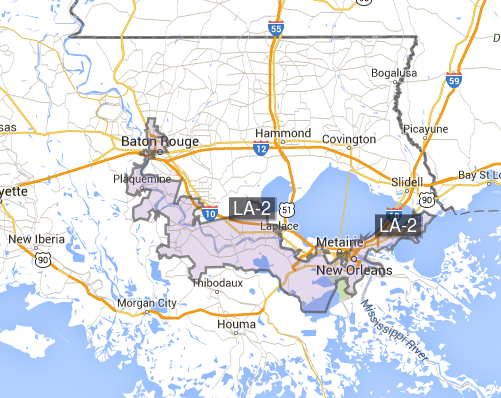 55
Bogalusa
59
Picayune
Hammond
Covington
Baton Rouge
12
Slidell
90
Bay St Lo
Plaquemine
10
LA-2
51
Laplace
LA-2
yette
New Iberia
90
Metairie
New Orleans
Thibodaux
Morgan City
Houma
Mississippi River